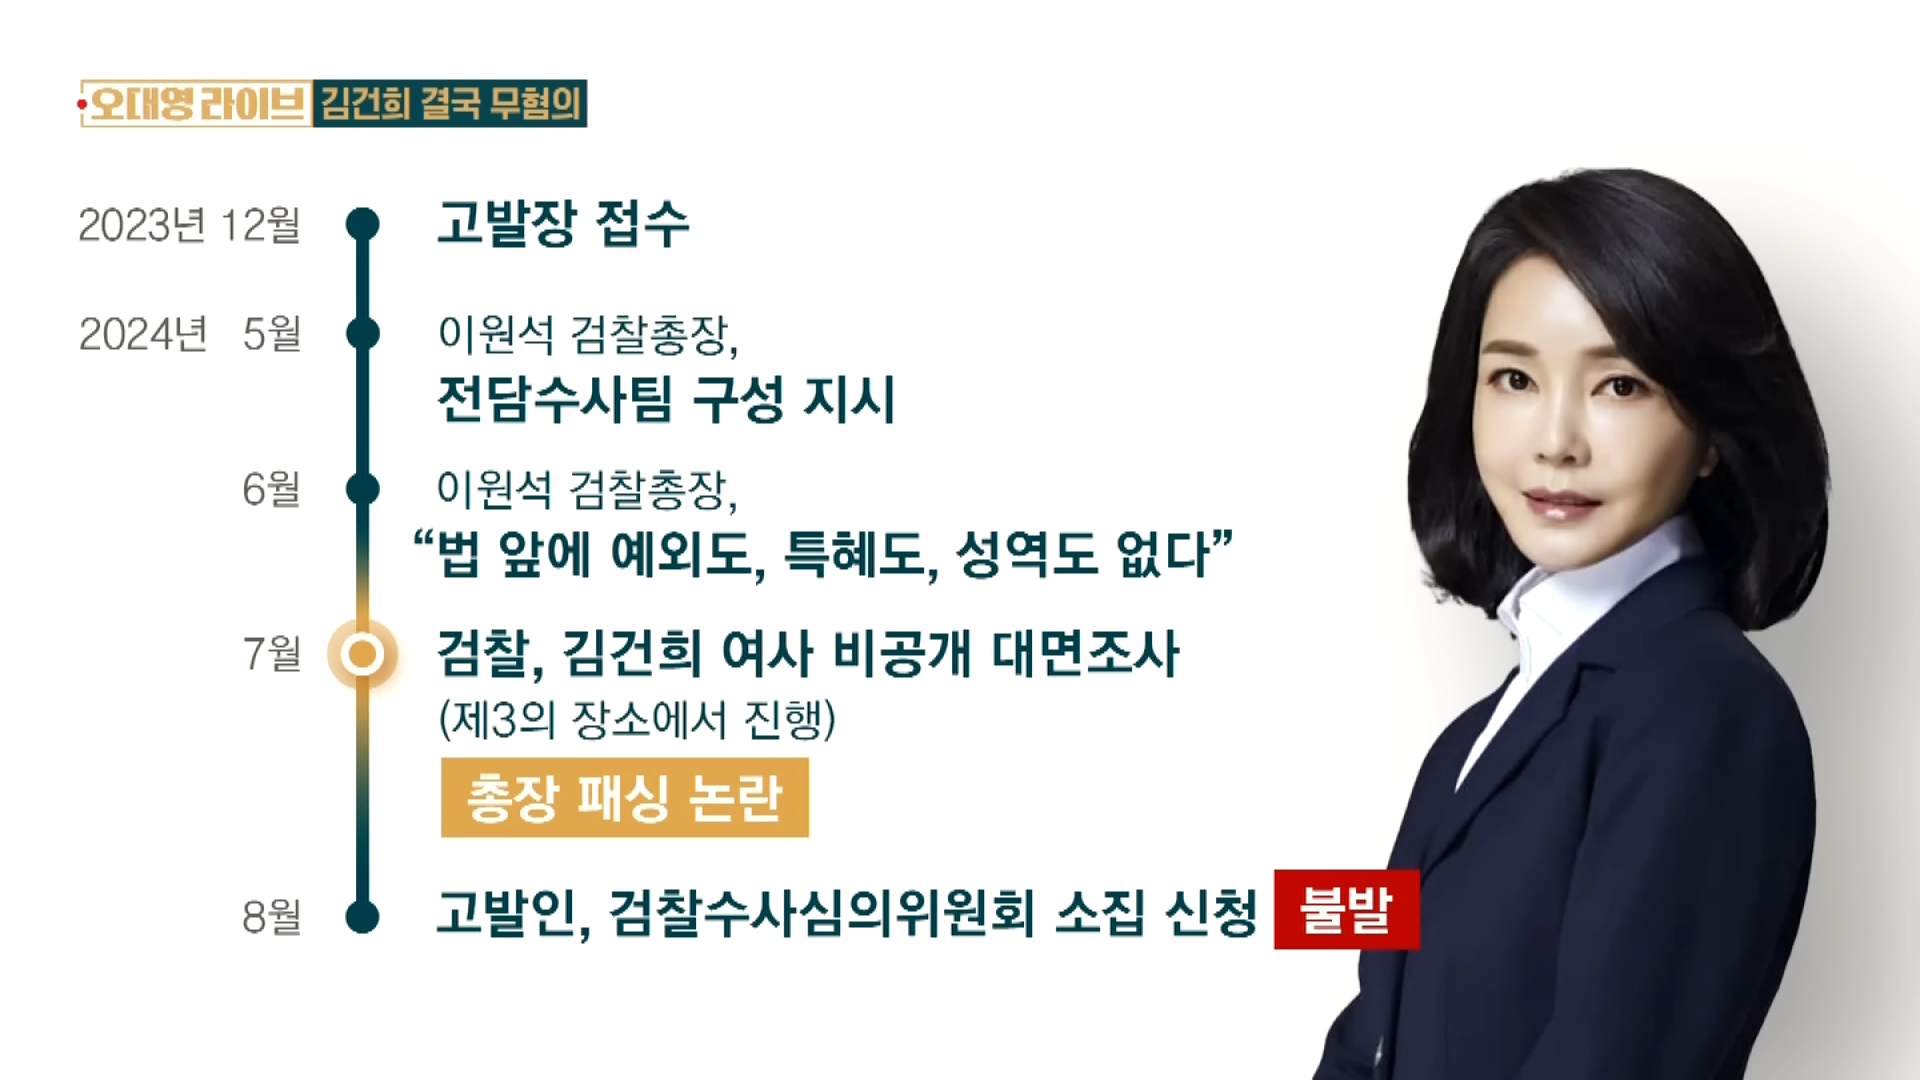 오대영 라이브 김건희 결국 무혐의
2023년 12월 고발장 접수
2024년 5월 이원석 검찰총장,
전담수사팀 구성 지시
6월 이원석 검찰총장,
“법 앞에 예외도, 특혜도, 성역도 없다”
7월 검찰, 김건희 여사 비공개 대면조사
(제3의 장소에서 진행)
총장 패싱 논란
8월 고발인, 검찰수사심의위원회 소집 신청 불발